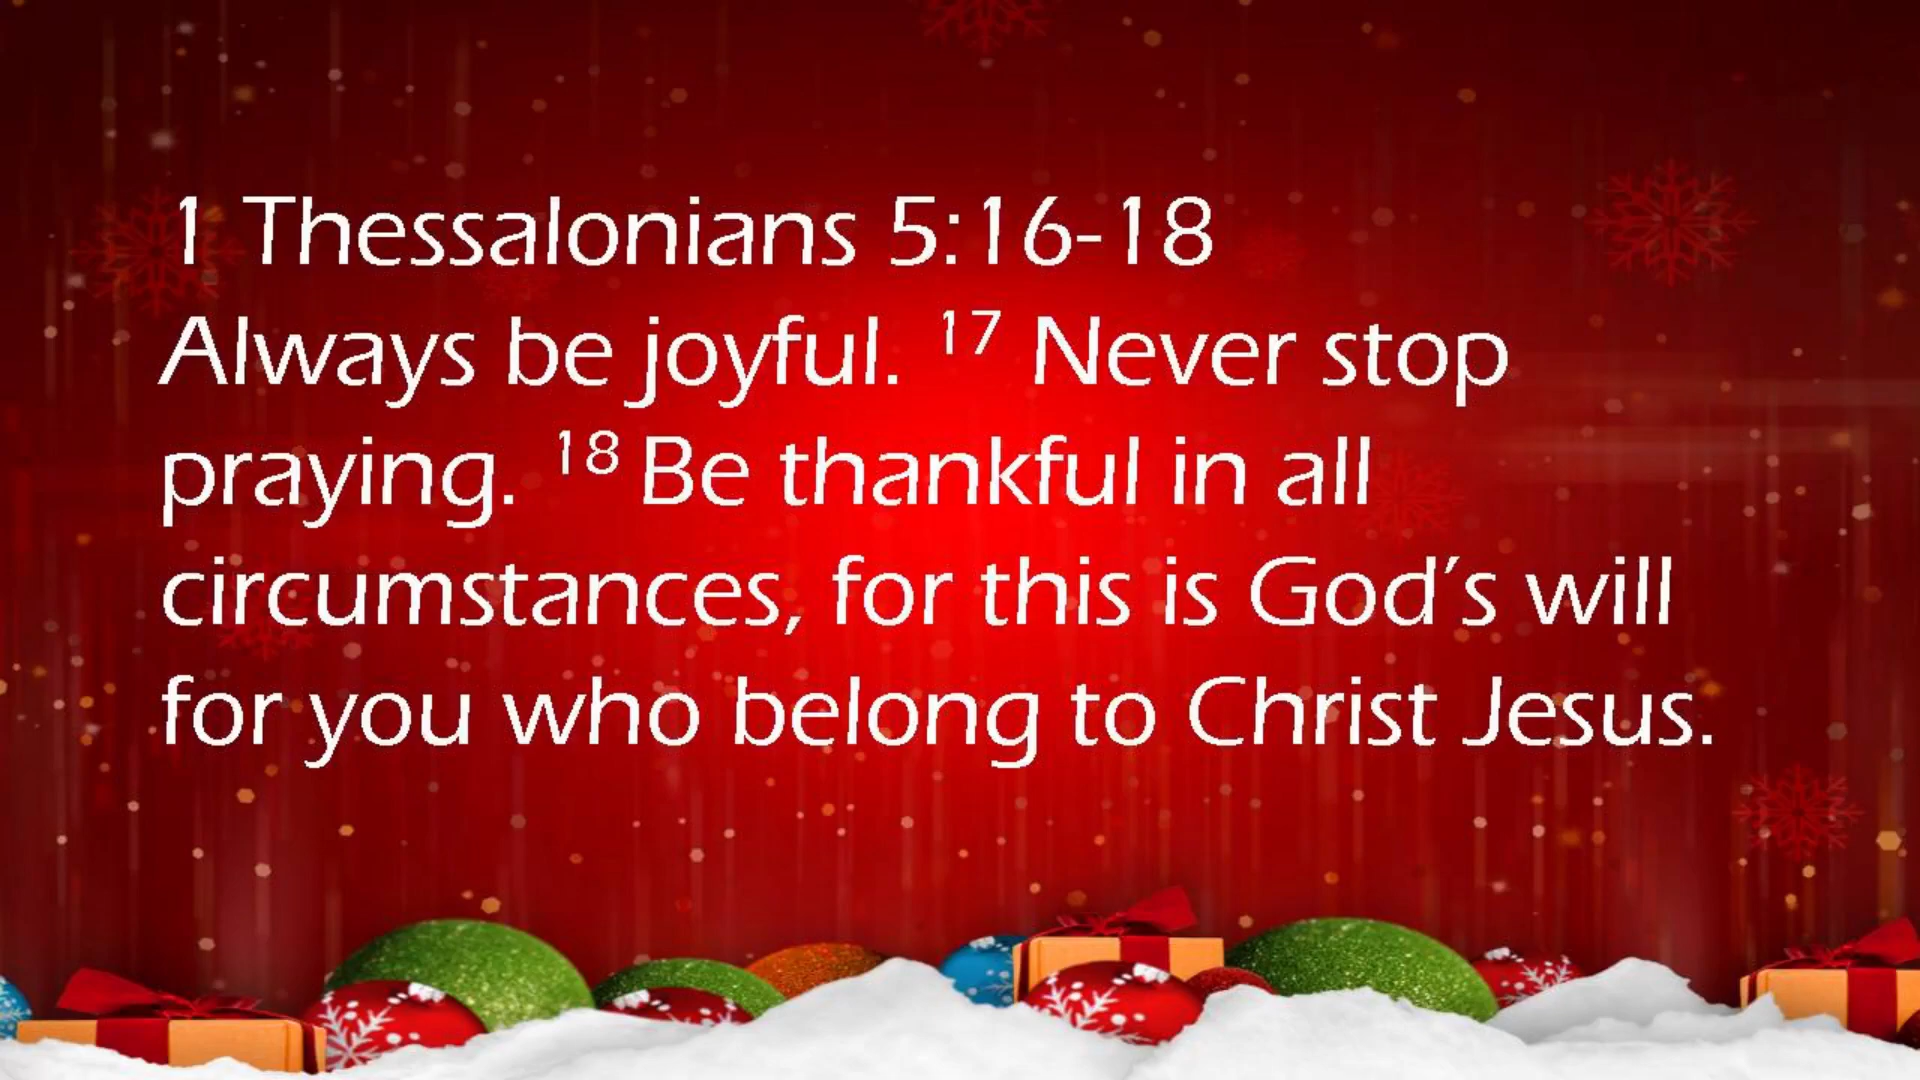 1 Thessalonians 5:16-18
Always be joyful. 17 Never stop
praying. 18 Be thankful in all
circumstances, for this is God's will
for you who belong to Christ Jesus.